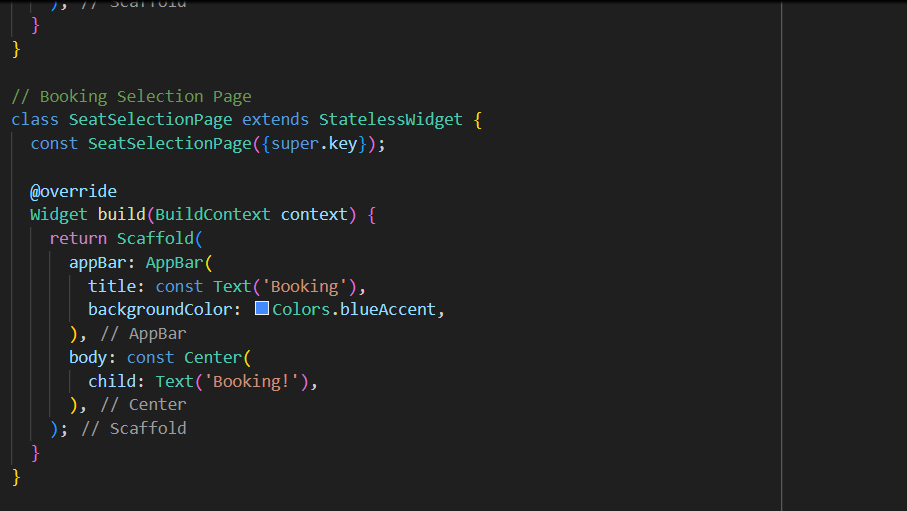 ); // Scaffold
}
}
// Booking Selection Page
class SeatSelectionPage extends StatelessWidget {
const SeatSelectionPage({super.key});
@override
Widget build(BuildContext context) {
return Scaffold(
appBar: AppBar(
title: const Text('Booking'),
backgroundColor: Colors.blueAccent,
), // AppBar
body: const Center(
child: Text('Booking!'),
), // Center
); // Scaffold
}
}